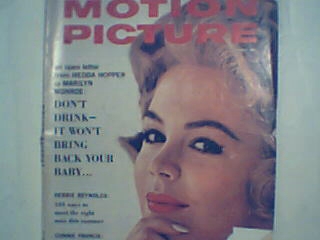 MOTION
PICTURE
an open letter
from HEDDA HOPPER
to MARILYN
MONROE:
DON'T
DRINK—
IT WON'T
BRING
BACK YOUR
BABY...
DEBBIE REYNOLDS:
ways to
meet the right
man this summer
CONNIE FRANCIS: